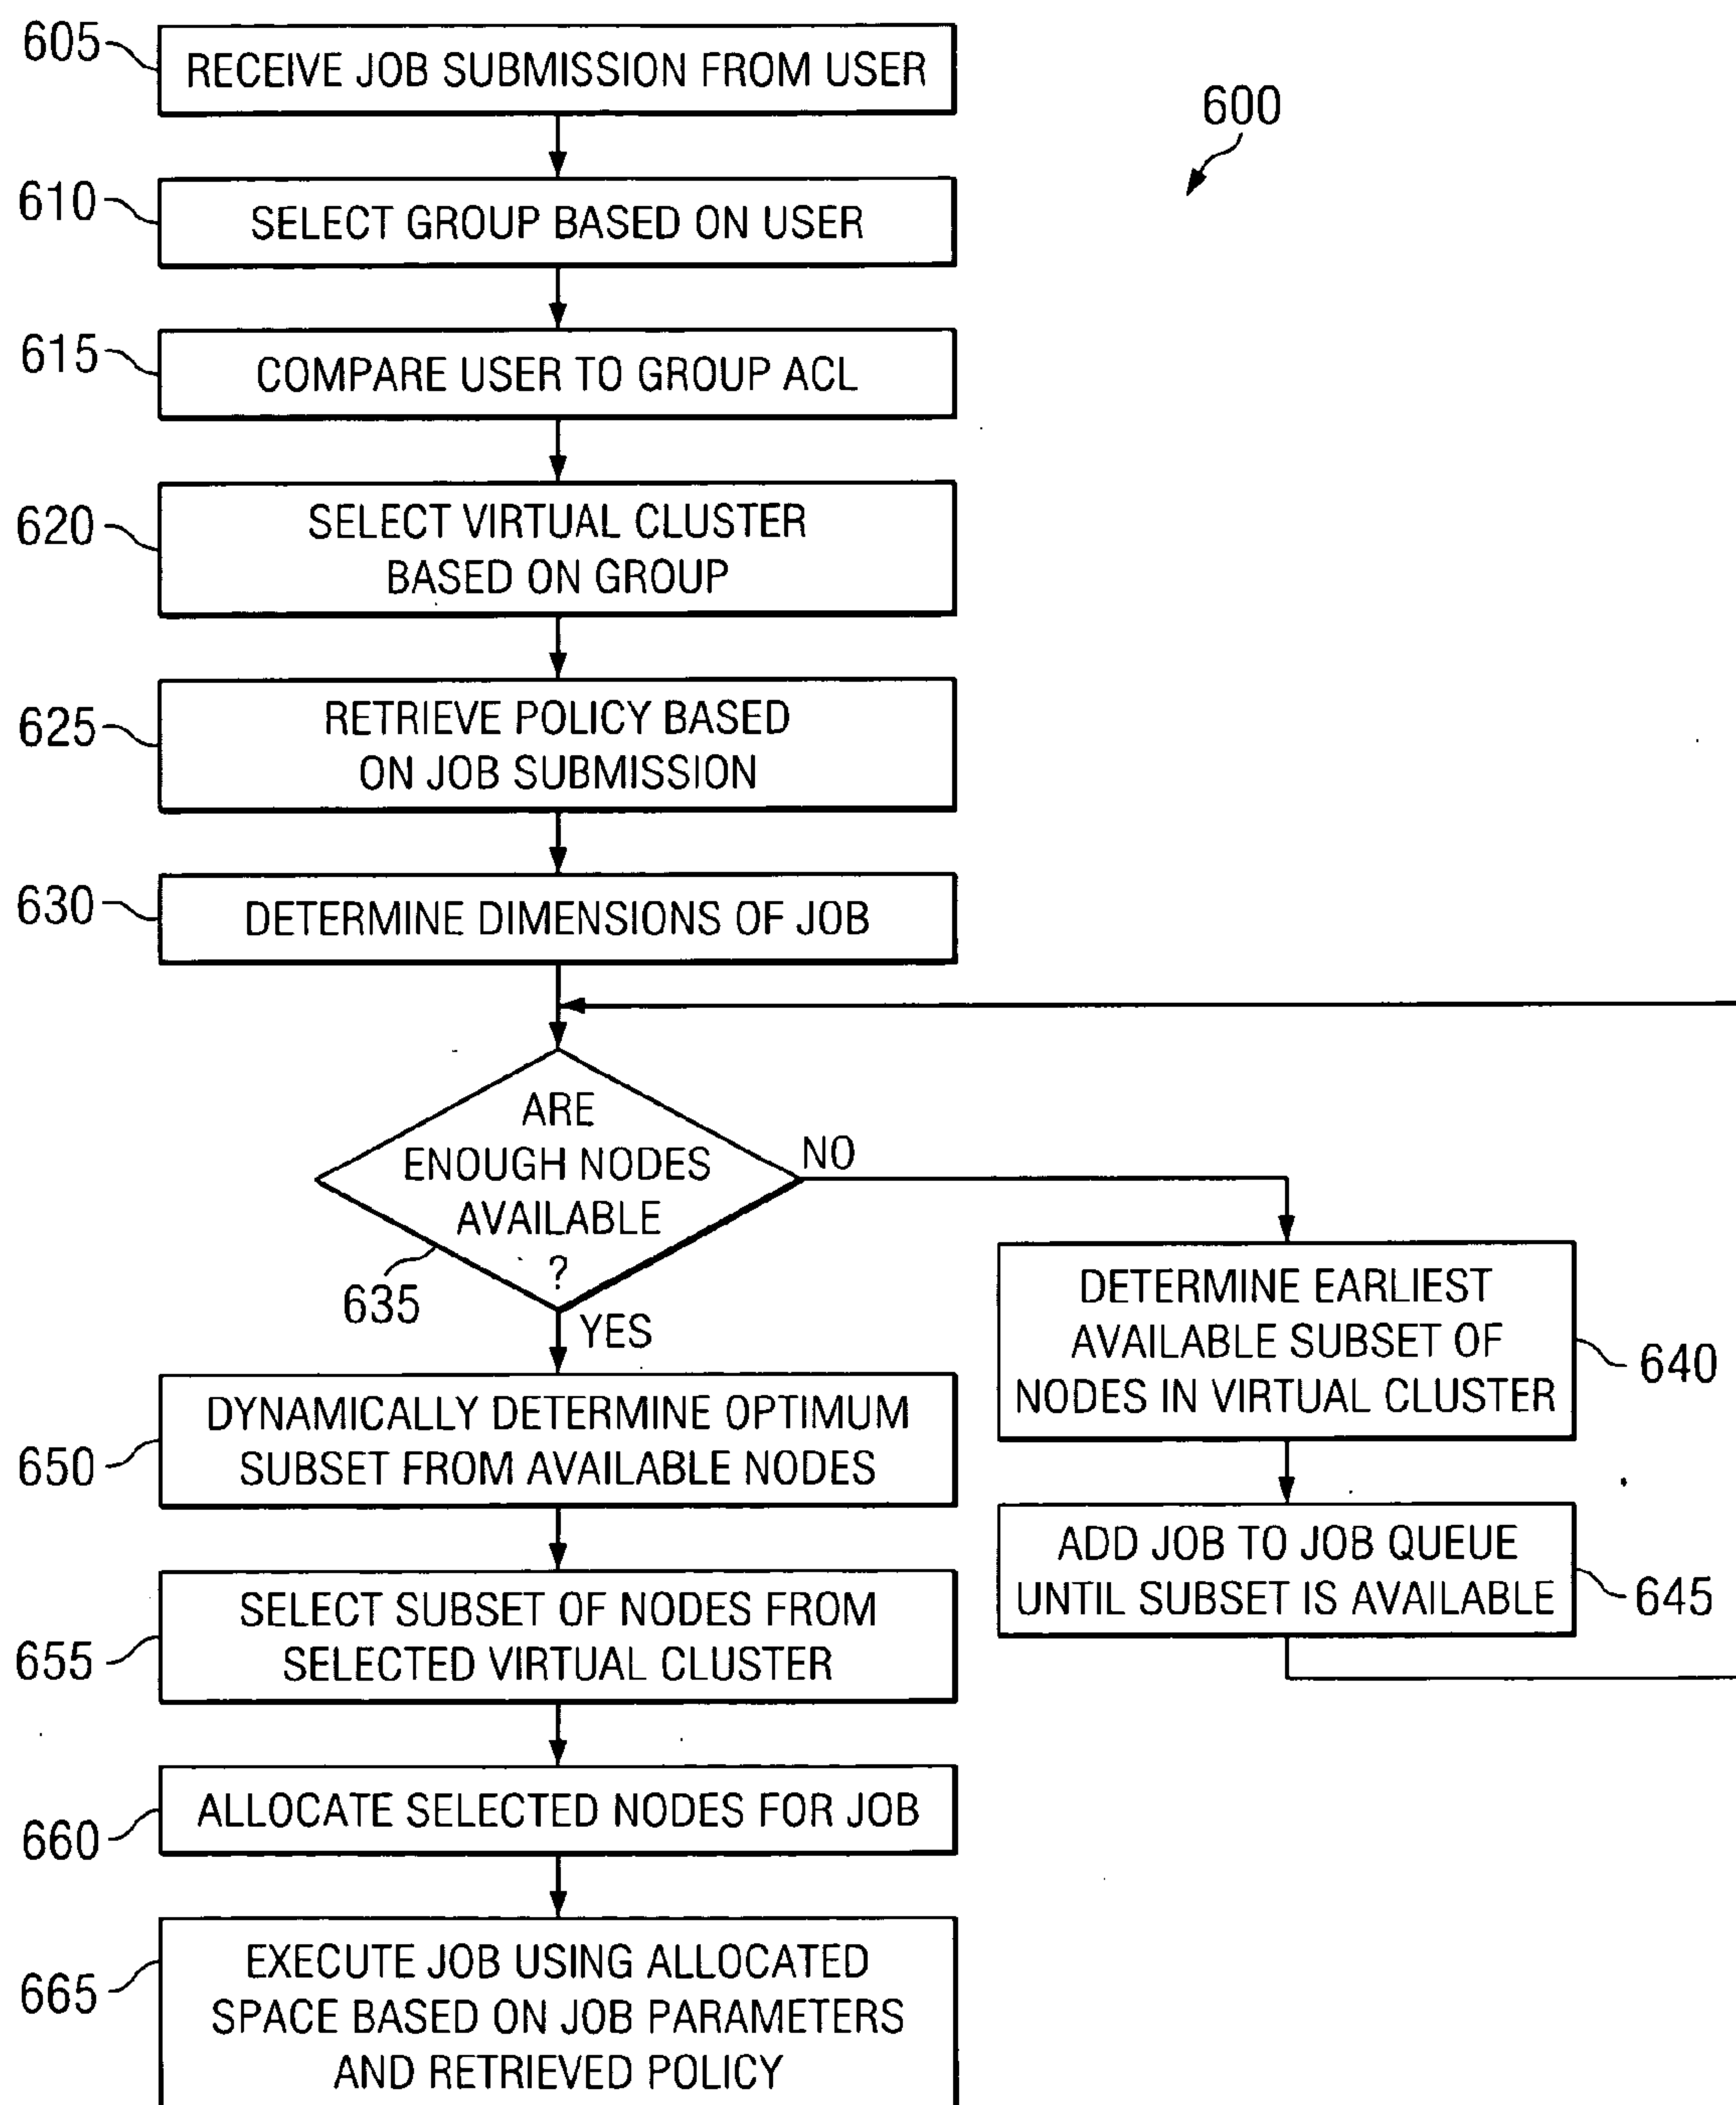 605
RECEIVE JOB SUBMISSION FROM USER
600
610
SELECT GROUP BASED ON USER
615
COMPARE USER TO GROUP ACL
620
SELECT VIRTUAL CLUSTER
BASED ON GROUP
625
RETRIEVE POLICY BASED
ON JOB SUBMISSION
630
DETERMINE DIMENSIONS OF JOB
ARE
ENOUGH NODES
AVAILABLE
?
635
NO
YES
DETERMINE EARLIEST
AVAILABLE SUBSET OF
NODES IN VIRTUAL CLUSTER
640
ADD JOB TO JOB QUEUE
UNTIL SUBSET IS AVAILABLE
645
650
DYNAMICALLY DETERMINE OPTIMUM
SUBSET FROM AVAILABLE NODES
655
SELECT SUBSET OF NODES FROM
SELECTED VIRTUAL CLUSTER
660
ALLOCATE SELECTED NODES FOR JOB
665
EXECUTE JOB USING ALLOCATED
SPACE BASED ON JOB PARAMETERS
AND RETRIEVED POLICY